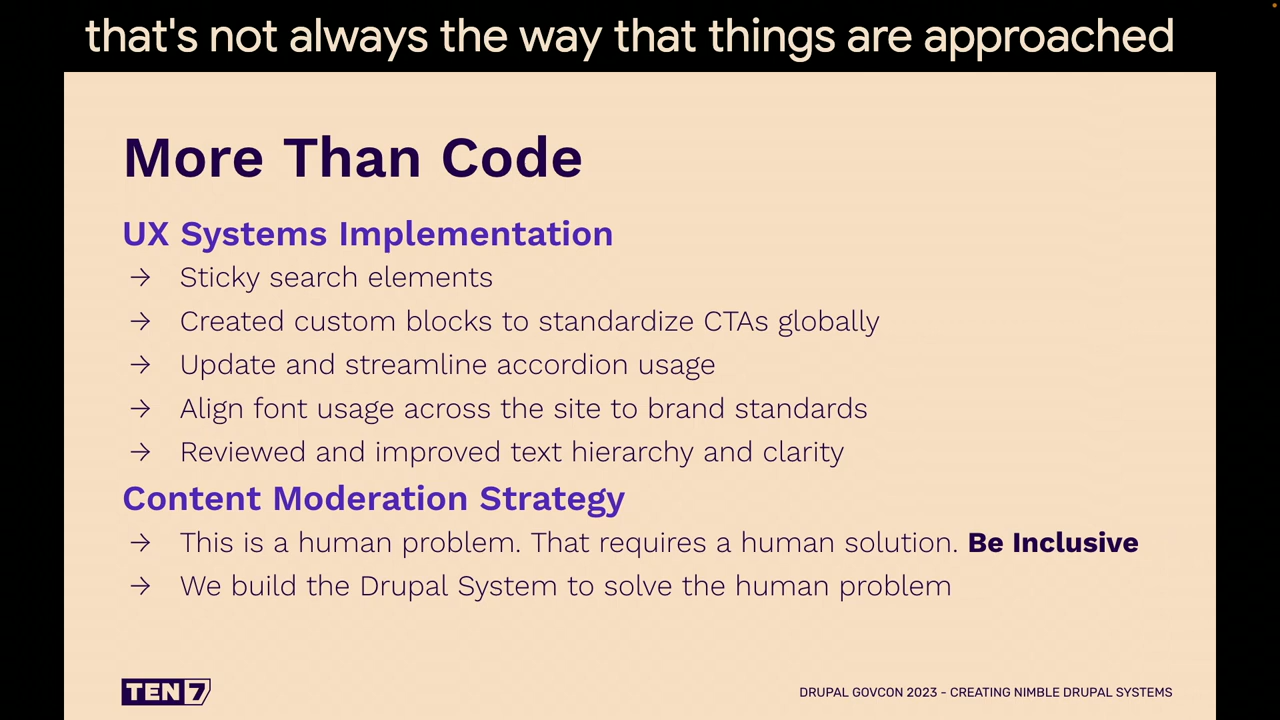 that's not always the way that things are approached
More Than Code
UX Systems Implementation
→ Sticky search elements
→ Created custom blocks to standardize CTAs globally
→ Update and streamline accordion usage
→ Align font usage across the site to brand standards
→ Reviewed and improved text hierarchy and clarity
Content Moderation Strategy
→ This is a human problem. That requires a human solution. Be Inclusive
→ We build the Drupal System to solve the human problem
TEN7
DRUPAL GOVCON 2023 - CREATING NIMBLE DRUPAL SYSTEMS